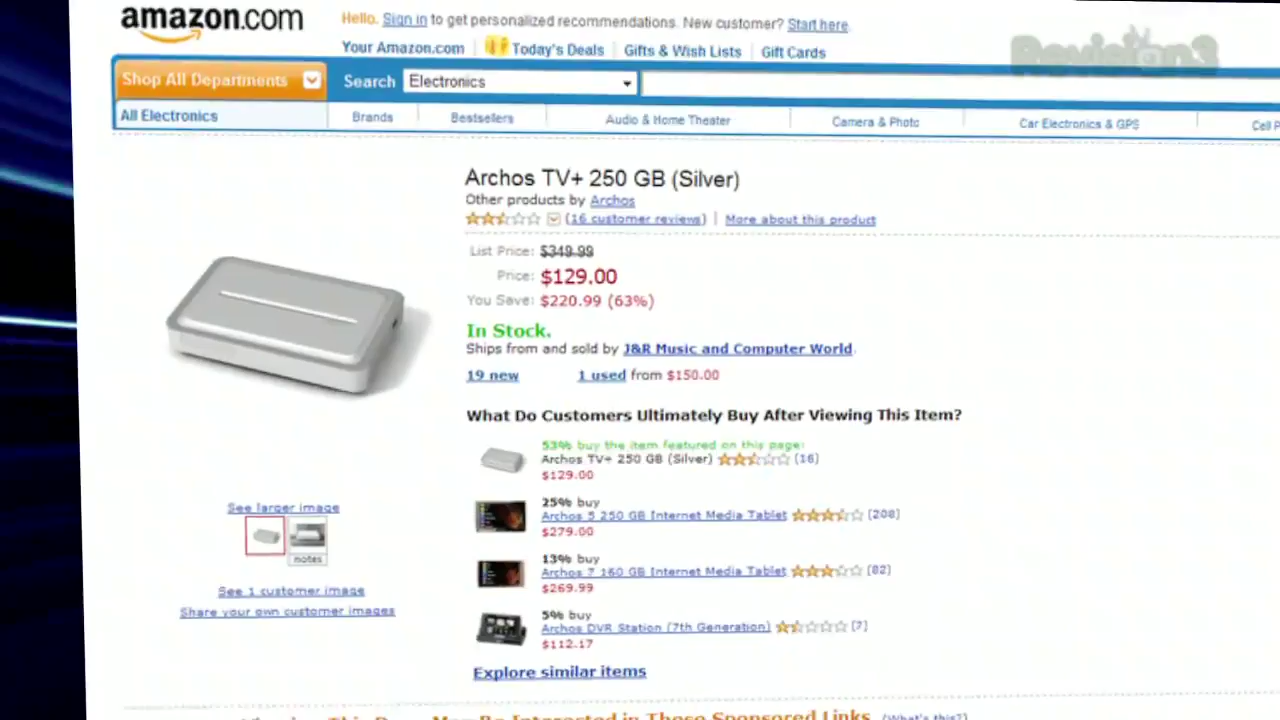 amazon.com
Hello. Sign in to get personalized recommendations. New customer? Start here.
Your Amazon.com Today's Deals Gifts & Wish Lists Gift Cards
Revision3
Shop All Departments Search Electronics
All Electronics Brands Bestsellers Audio & Home Theater Camera & Photo Car Electronics & GPS Cell
Archos TV+ 250 GB (Silver)
Other products by Archos
(16 customer reviews) | More about this product
List Price: $349.99
Price: $129.00
You Save: $220.99 (63%)
In Stock.
Ships from and sold by J&R Music and Computer World.
19 new 1 used from $150.00
What Do Customers Ultimately Buy After Viewing This Item?
53% buy the item featured on this page:
Archos TV+ 250 GB (Silver) (16)
$129.00
25% buy
Archos 5 250 GB Internet Media Tablet (208)
$279.00
13% buy
Archos 7 160 GB Internet Media Tablet (82)
$269.99
5% buy
Archos DVR Station (7th Generation) (7)
$112.17
Explore similar items
See larger image
notes
See 1 customer image
Share your own customer images
Sponsored Links (What's this?)